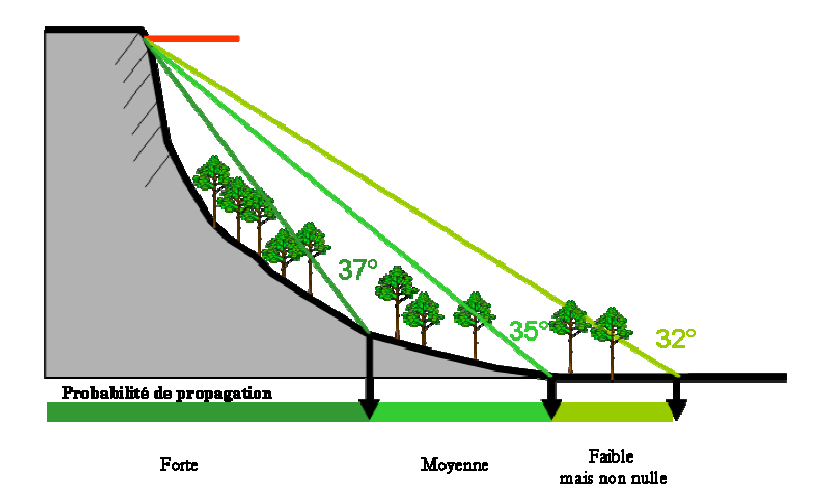 37°
35°
32°
Probabilité de propagation
Forte
Moyenne
Faible
mais non nulle